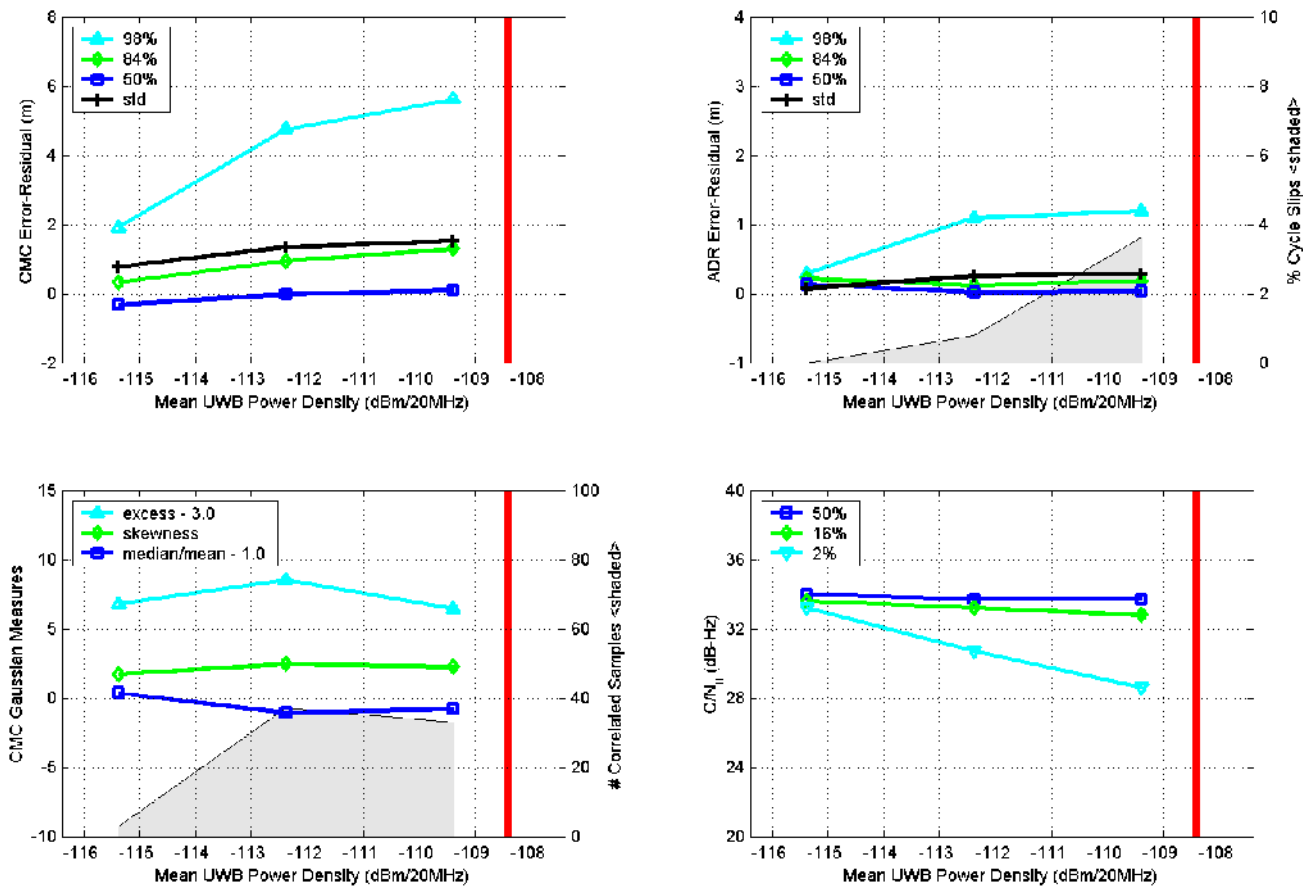 8
6
4
2
0
-2
CMC Error-Residual (m)
98%
84%
50%
std
-116 -115 -114 -113 -112 -111 -110 -109 -108
Mean UWB Power Density (dBm/20MHz)
4
3
2
1
0
-1
ADR Error-Residual (m)
98%
84%
50%
std
10
8
6
4
2
0
% Cycle Slips <shaded>
-116 -115 -114 -113 -112 -111 -110 -109 -108
Mean UWB Power Density (dBm/20MHz)
15
10
5
0
-5
-10
CMC Gaussian Measures
excess - 3.0
skewness
median/mean - 1.0
100
80
60
40
20
0
# Correlated Samples <shaded>
-116 -115 -114 -113 -112 -111 -110 -109 -108
Mean UWB Power Density (dBm/20MHz)
40
36
32
28
24
20
(dB-Hz)
50%
16%
2%
-116 -115 -114 -113 -112 -111 -110 -109 -108
Mean UWB Power Density (dBm/20MHz)